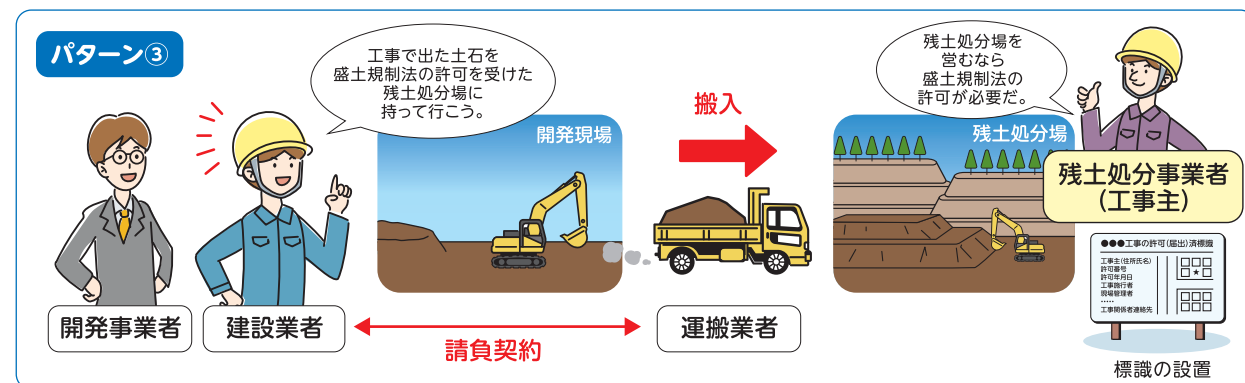 パターン③
工事で出た土石を
盛土規制法の許可を受けた
残土処分場に
持って行こう。
開発現場
搬入
残土処分場を
営むなら
盛土規制法の
許可が必要だ。
残土処分場
残土処分事業者
(工事主)
●●●工事の許可(届出)済標識
工事主(住所氏名)
許可番号
許可年月日
工事施行者
現場管理者
……
工事関係者連絡先
★
標識の設置
開発事業者
建設業者
請負契約
運搬業者